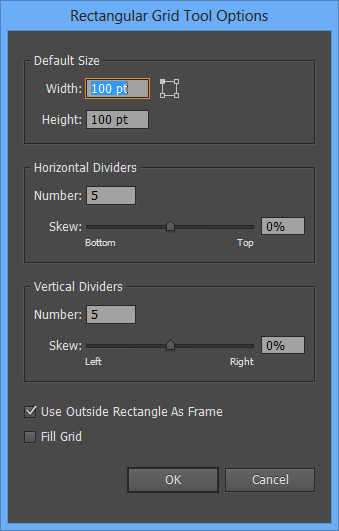 Rectangular Grid Tool Options
Default Size
Width: 100 pt
Height: 100 pt
Horizontal Dividers
Number: 5
Skew: 0%
Bottom Top
Vertical Dividers
Number: 5
Skew: 0%
Left Right
Use Outside Rectangle As Frame
Fill Grid
OK Cancel